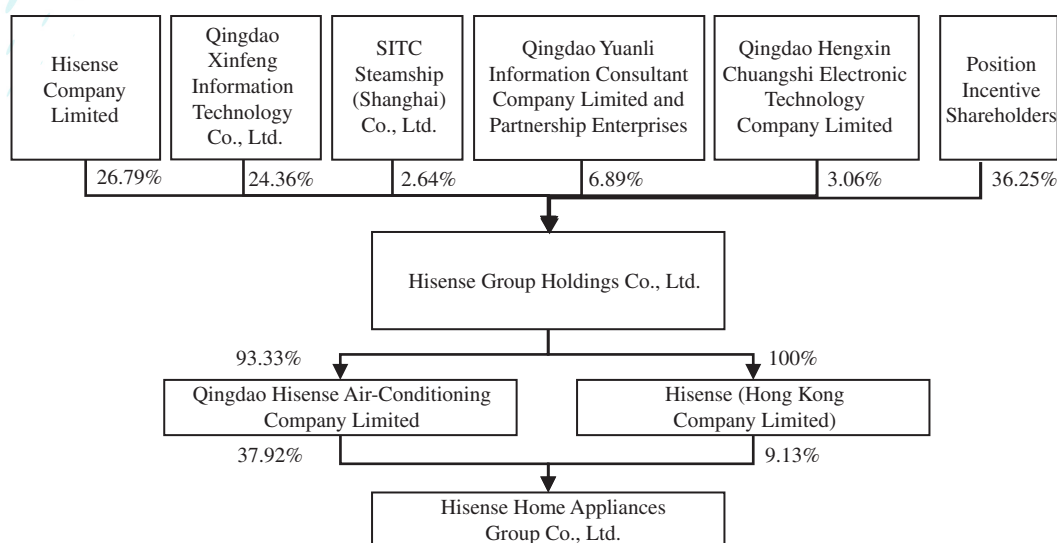 Hisense
Company
Limited
Qingdao
Xinfeng
Information
Technology
Co., Ltd.
SITC
Steamship
(Shanghai)
Co., Ltd.
Qingdao Yuanli
Information Consultant
Company Limited and
Partnership Enterprises
Qingdao Hengxin
Chuangshi Electronic
Technology
Company Limited
Position
Incentive
Shareholders
26.79%
24.36%
2.64%
6.89%
3.06%
36.25%
Hisense Group Holdings Co., Ltd.
93.33%
100%
Qingdao Hisense Air-Conditioning
Company Limited
Hisense (Hong Kong
Company Limited)
37.92%
9.13%
Hisense Home Appliances
Group Co., Ltd.